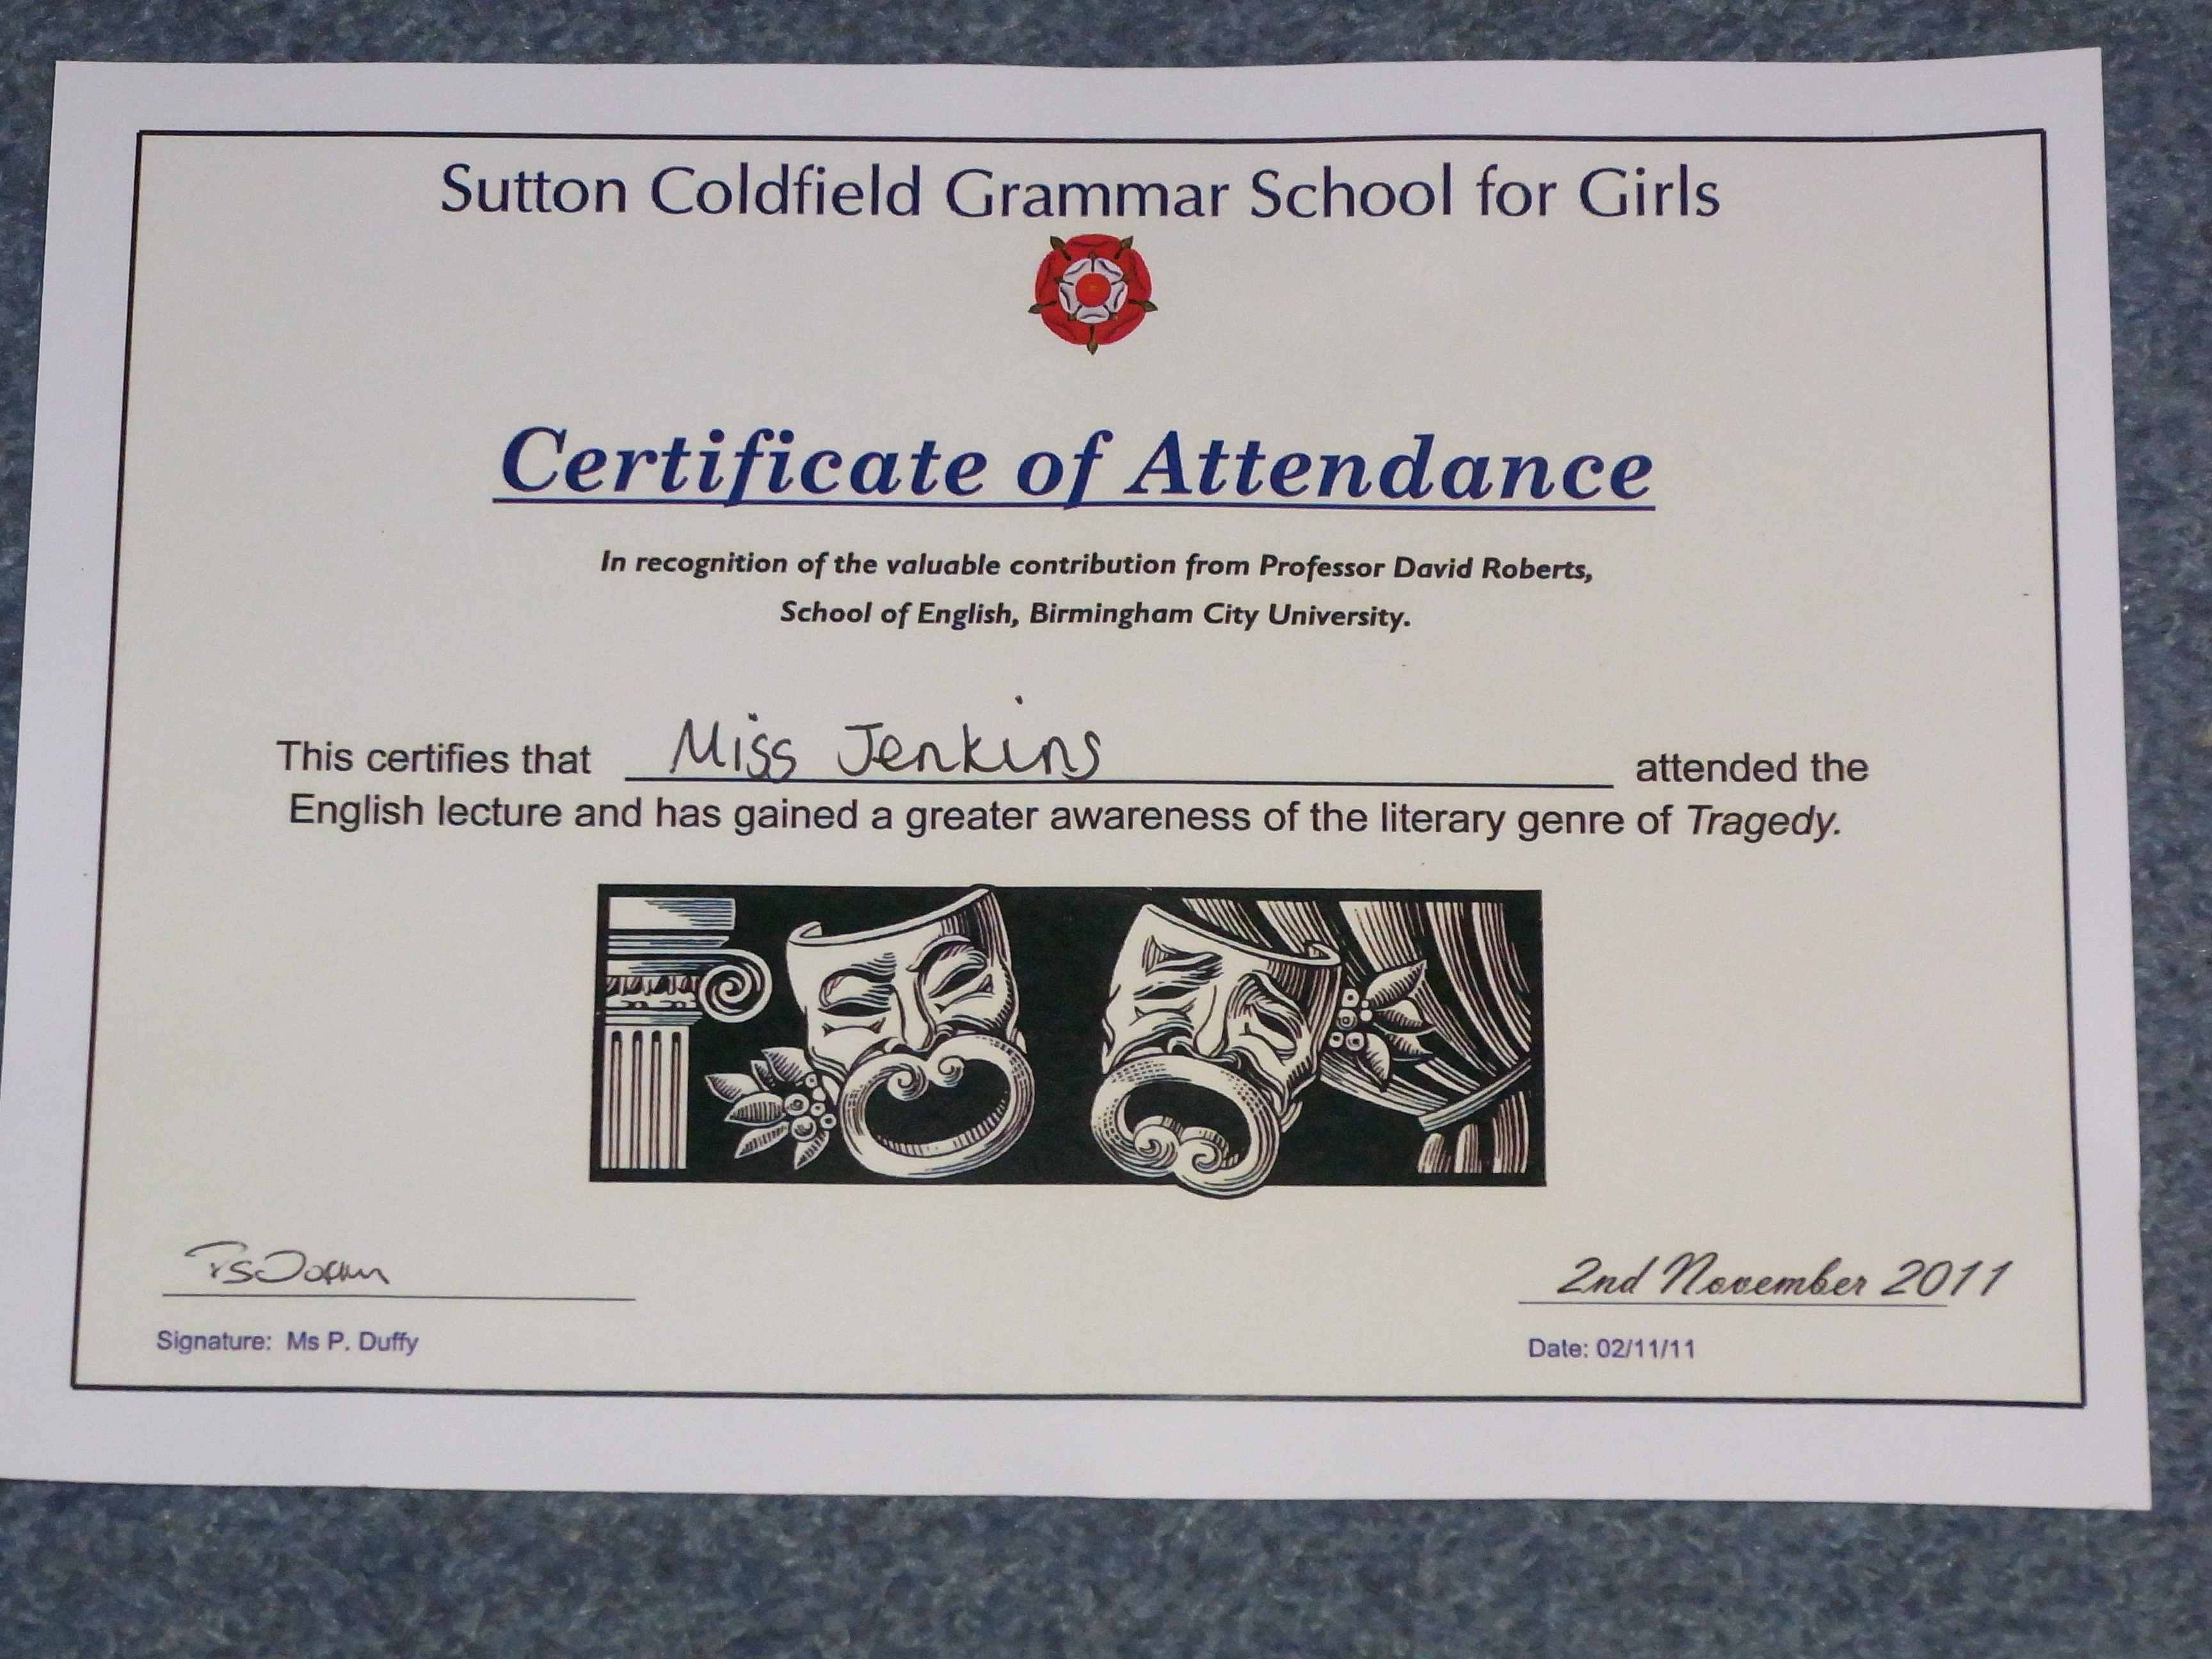 Sutton Coldfield Grammar School for Girls
Certificate of Attendance
In recognition of the valuable contribution from Professor David Roberts,
School of English, Birmingham City University.
This certifies that Miss Jenkins attended the
English lecture and has gained a greater awareness of the literary genre of Tragedy.
2nd November 2011
Signature: Ms P. Duffy
Date: 02/11/11